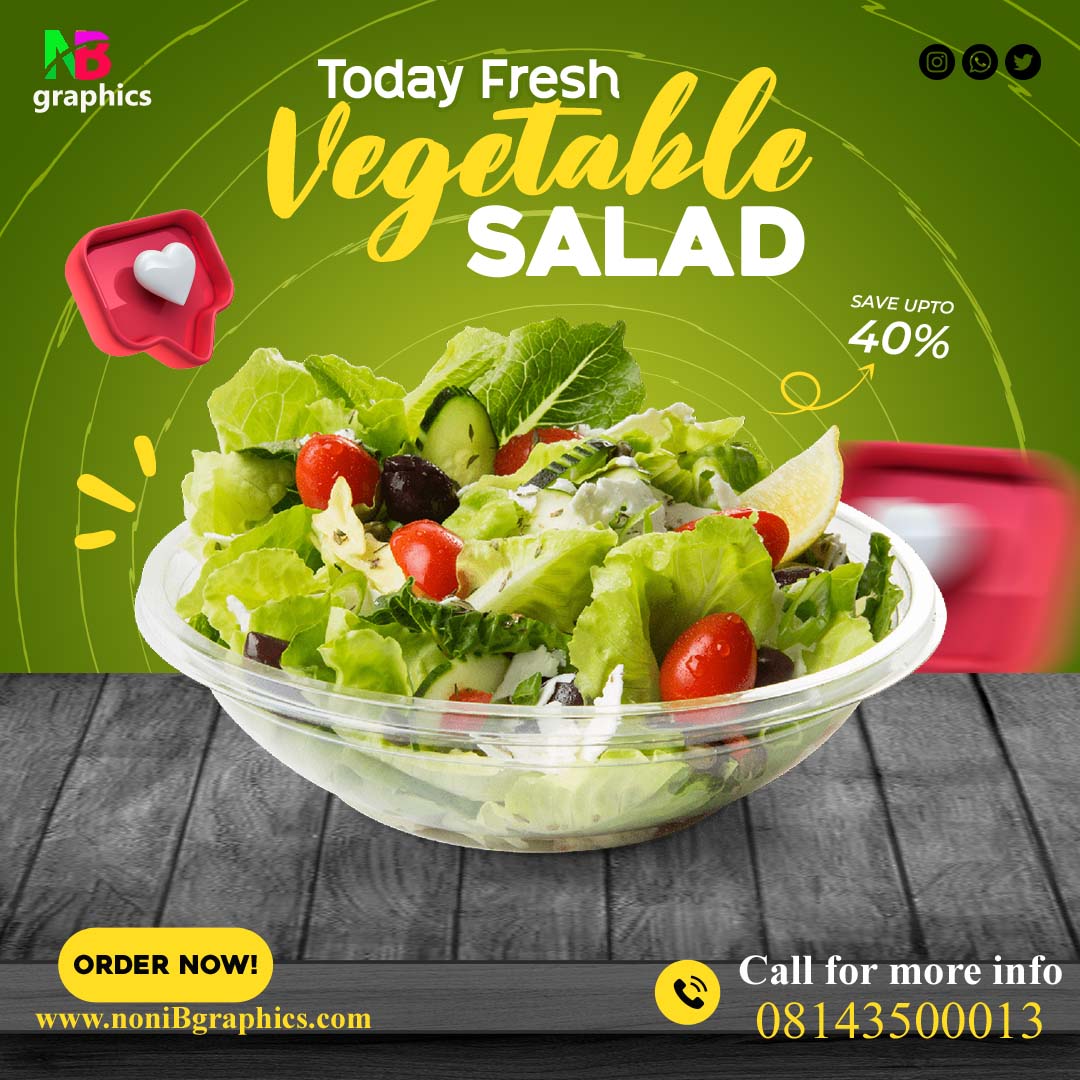 NB
graphics
Today Fresh
Vegetable
SALAD
SAVE UPTO
40%
ORDER NOW!
www.noniBgraphics.com
Call for more info
08143500013